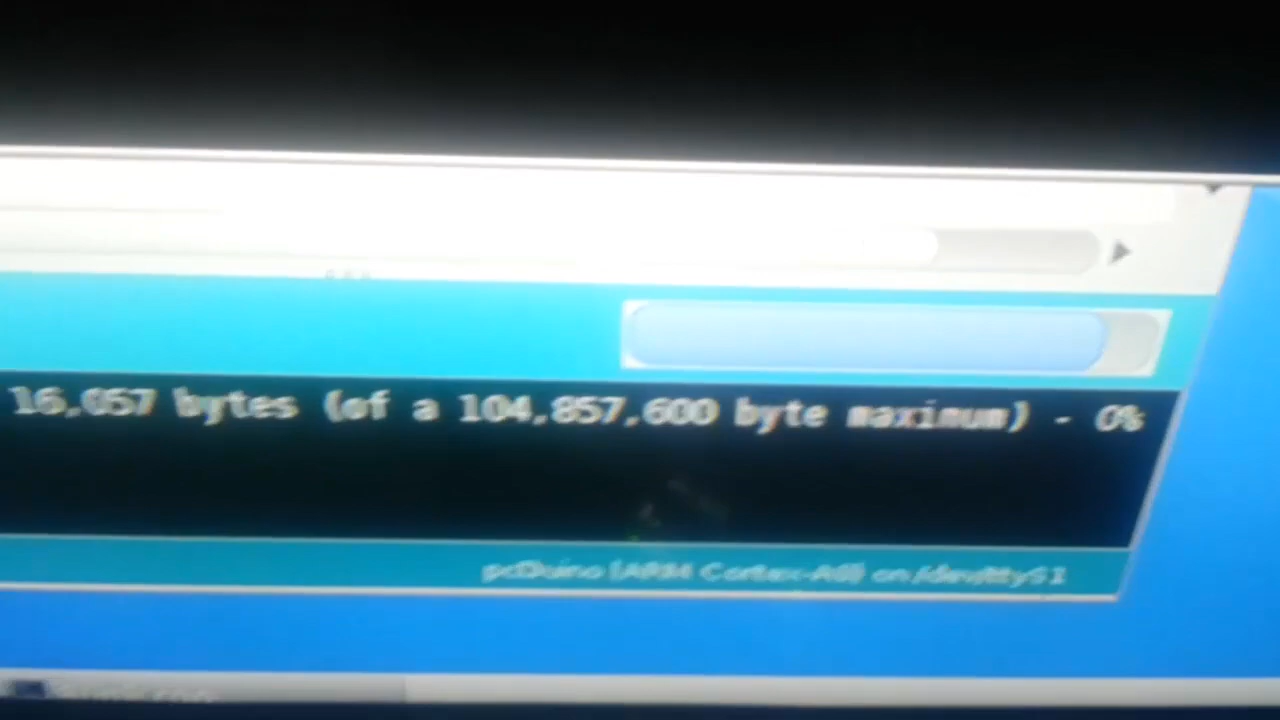 16,057 bytes (of a 104,857,600 byte maximum) - 0%
pcDuino (ARM Cortex-A8) on /dev/ttyS1